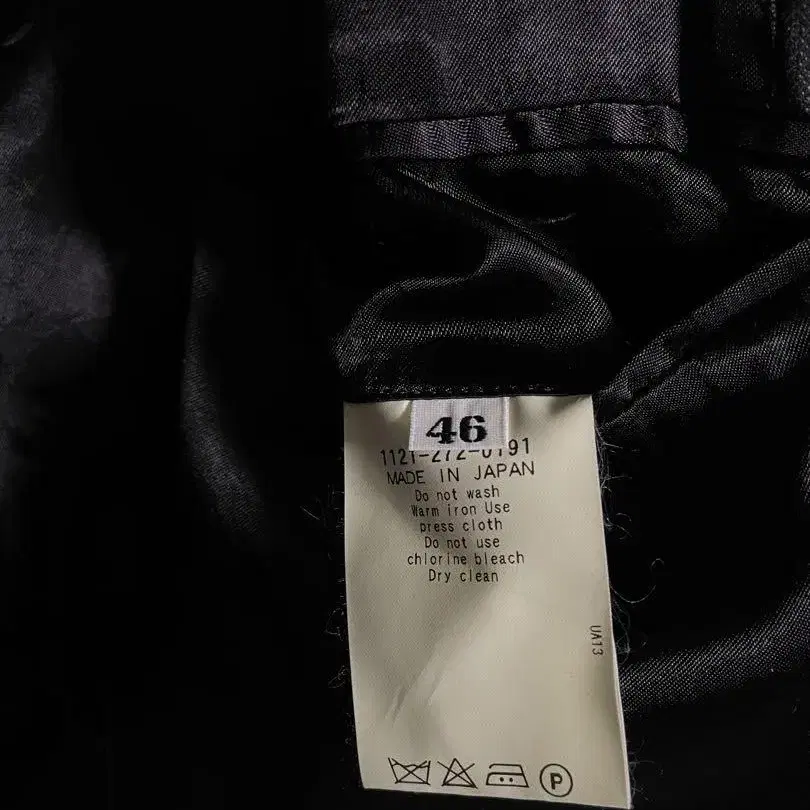 46
1121-272-0191
MADE IN JAPAN
Do not wash
Warm iron Use
press cloth
Do not use
chlorine bleach
Dry clean
UA13
P